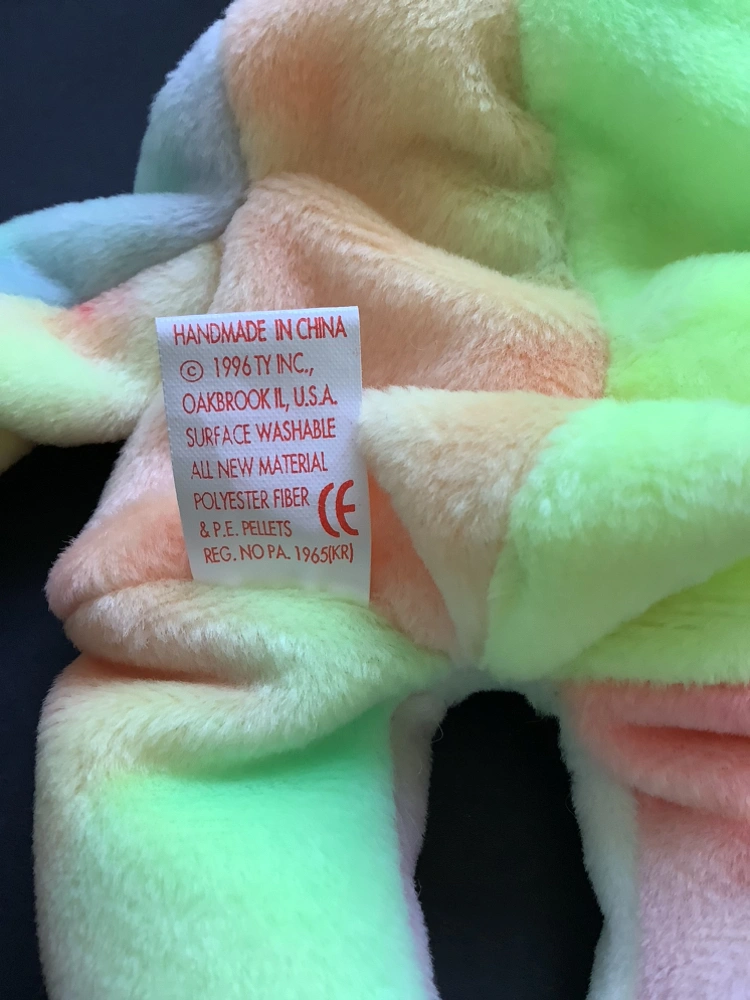 HANDMADE IN CHINA
© 1996 TY INC.,
OAKBROOK IL, U.S.A.
SURFACE WASHABLE
ALL NEW MATERIAL
POLYESTER FIBER
& P.E. PELLETS CE
REG. NO PA. 1965(KR)